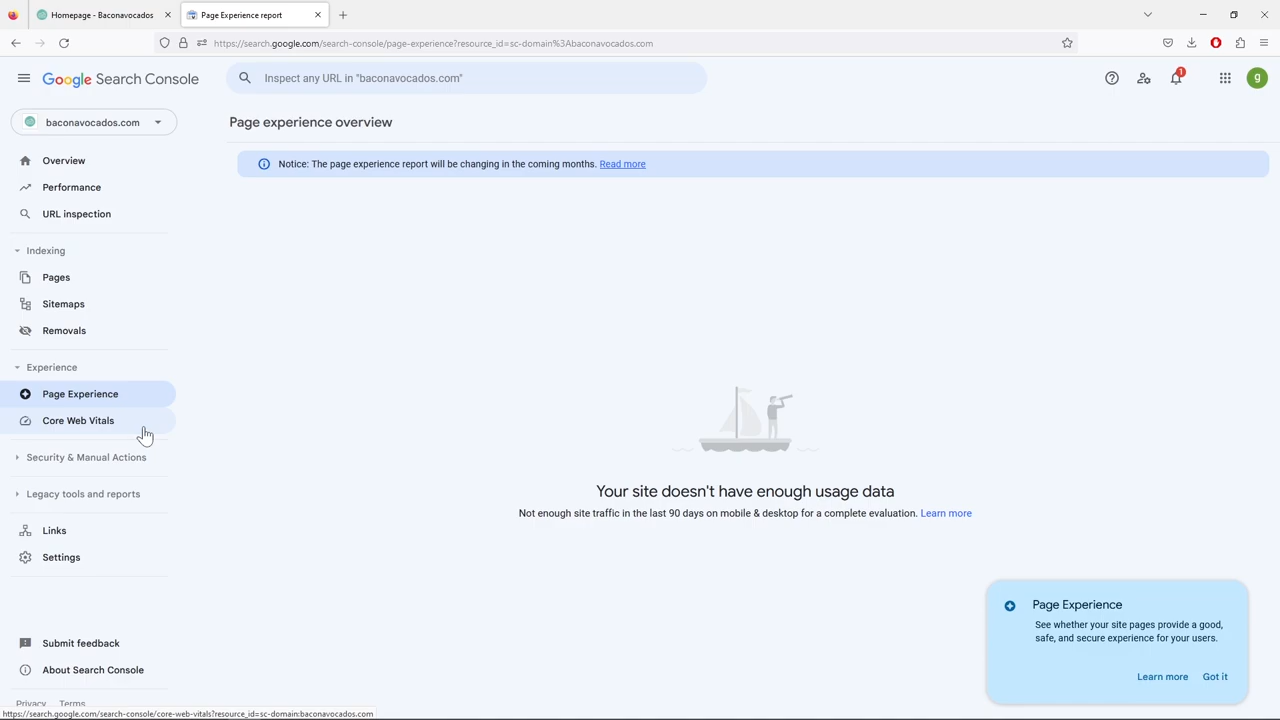 Homepage - Baconavocados
Page Experience report
https://search.google.com/search-console/page-experience?resource_id=sc-domain%3Abaconavocados.com
Google Search Console
Inspect any URL in "baconavocados.com"
1
g
baconavocados.com
Page experience overview
Notice: The page experience report will be changing in the coming months. Read more
Overview
Performance
URL inspection
Indexing
Pages
Sitemaps
Removals
Experience
Page Experience
Core Web Vitals
Security & Manual Actions
Legacy tools and reports
Links
Settings
Submit feedback
About Search Console
Privacy Terms
Your site doesn't have enough usage data
Not enough site traffic in the last 90 days on mobile & desktop for a complete evaluation. Learn more
Page Experience
See whether your site pages provide a good,
safe, and secure experience for your users.
Learn more Got it
https://search.google.com/search-console/core-web-vitals?resource_id=sc-domain:baconavocados.com